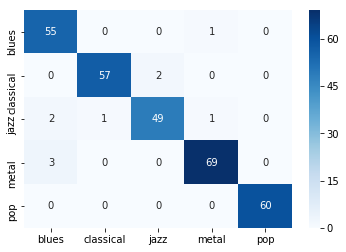 blues 55 0 0 1 0
classical 0 57 2 0 0
jazz 2 1 49 1 0
metal 3 0 0 69 0
pop 0 0 0 0 60
blues classical jazz metal pop
60
45
30
15
0